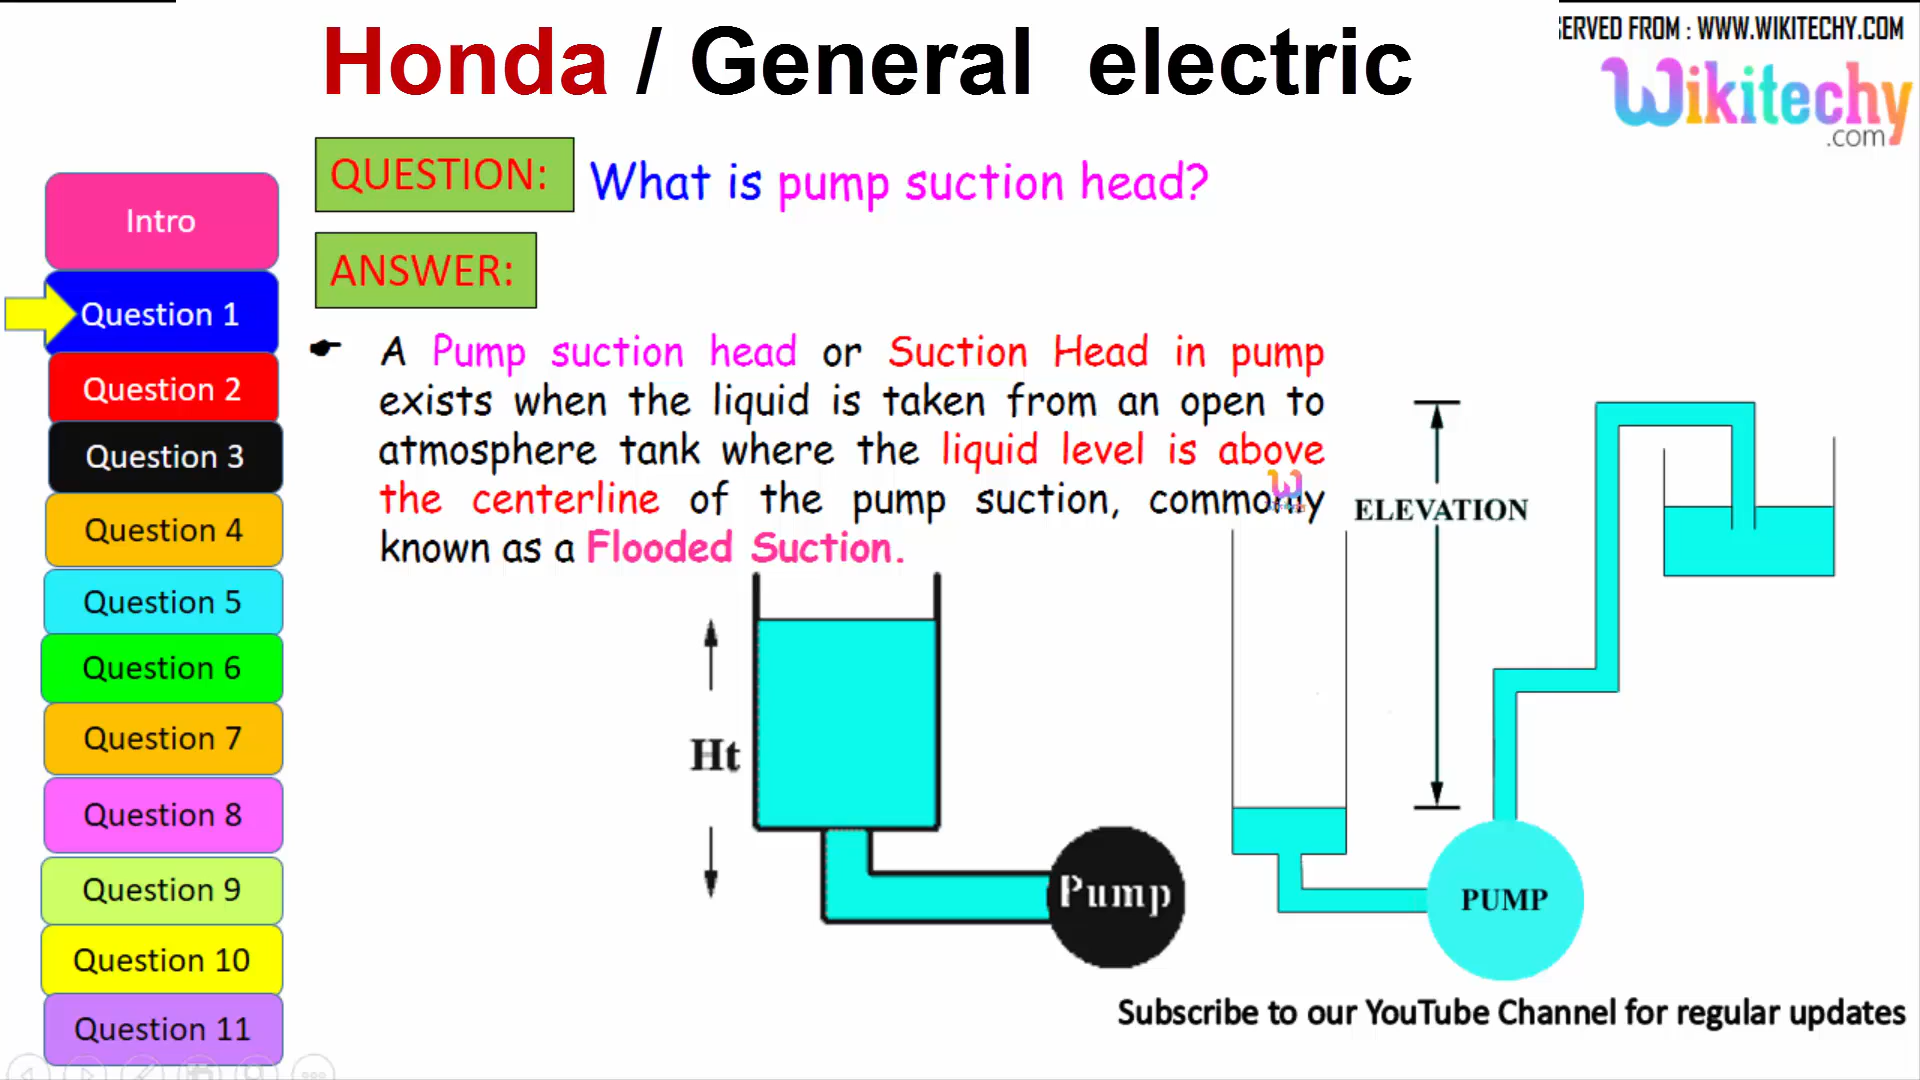 Honda / General electric
SERVED FROM : WWW.WIKITECHY.COM
Wikitechy
.com
QUESTION: What is pump suction head?
ANSWER:
Intro
Question 1
Question 2
Question 3
Question 4
Question 5
Question 6
Question 7
Question 8
Question 9
Question 10
Question 11
A Pump suction head or Suction Head in pump
exists when the liquid is taken from an open to
atmosphere tank where the liquid level is above
the centerline of the pump suction, commonly
known as a Flooded Suction.
Ht
Pump
ELEVATION
PUMP
Subscribe to our YouTube Channel for regular updates